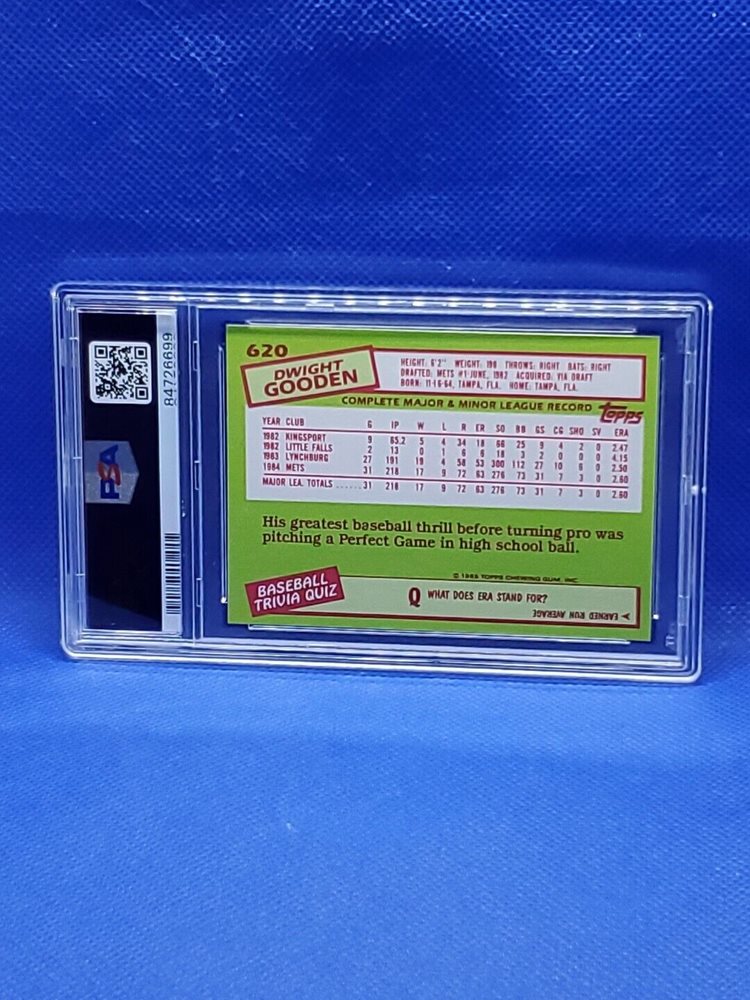 84726699
PSA
620
DWIGHT
GOODEN
HEIGHT: 6'2" WEIGHT: 198 THROWS: RIGHT BATS: RIGHT
DRAFTED: METS #1-JUNE, 1982 ACQUIRED: VIA DRAFT
BORN: 11-16-64, TAMPA, FLA. HOME: TAMPA, FLA.
COMPLETE MAJOR & MINOR LEAGUE RECORD
TOPPS
YEAR CLUB G IP W L R ER SO BB GS CG SHO SV ERA
1982 KINGSPORT 9 65.2 5 4 34 18 66 25 9 4 2 0 2.47
1982 LITTLE FALLS 2 13 0 1 6 6 18 3 2 0 0 0 4.15
1983 LYNCHBURG 27 191 19 4 58 53 300 112 27 10 6 0 2.50
1984 METS 31 218 17 9 72 63 276 73 31 7 3 0 2.60
MAJOR LEA. TOTALS ......31 218 17 9 72 63 276 73 31 7 3 0 2.60
His greatest baseball thrill before turning pro was
pitching a Perfect Game in high school ball.
© 1985 TOPPS CHEWING GUM, INC.
BASEBALL
TRIVIA QUIZ
Q WHAT DOES ERA STAND FOR?
EARNED RUN AVERAGE